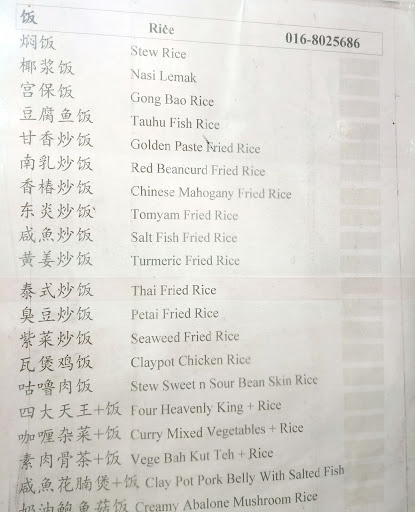 饭 Rice 016-8025686
焖饭 Stew Rice
椰浆饭 Nasi Lemak
宫保饭 Gong Bao Rice
豆腐鱼饭 Tauhu Fish Rice
甘香炒饭 Golden Paste Fried Rice
南乳炒饭 Red Beancurd Fried Rice
香椿炒饭 Chinese Mahogany Fried Rice
东炎炒饭 Tomyam Fried Rice
咸魚炒饭 Salt Fish Fried Rice
黄姜炒饭 Turmeric Fried Rice
泰式炒饭 Thai Fried Rice
臭豆炒饭 Petai Fried Rice
紫菜炒饭 Seaweed Fried Rice
瓦煲鸡饭 Claypot Chicken Rice
咕噜肉饭 Stew Sweet n Sour Bean Skin Rice
四大天王+饭 Four Heavenly King + Rice
咖喱杂菜+饭 Curry Mixed Vegetables + Rice
素肉骨茶+饭 Vege Bah Kut Teh + Rice
咸魚花腩煲+饭 Clay Pot Pork Belly With Salted Fish
奶油鲍鱼菇饭 Creamy Abalone Mushroom Rice